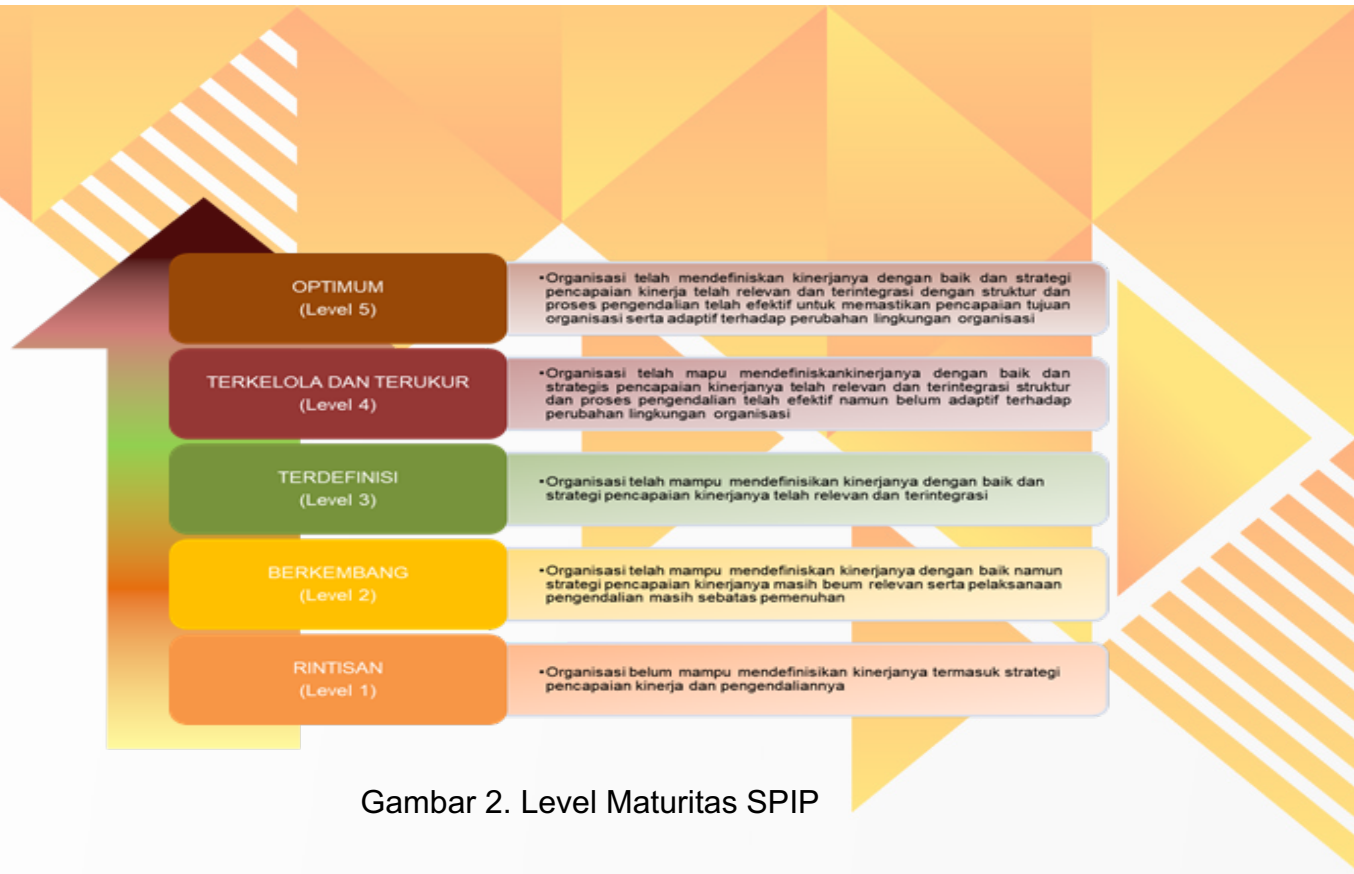 OPTIMUM
(Level 5)
•Organisasi telah mendefiniskan kinerjanya dengan baik dan strategi
pencapaian kinerja telah relevan dan terintegrasi dengan struktur dan
proses pengendalian telah efektif untuk memastikan pencapaian tujuan
organisasi serta adaptif terhadap perubahan lingkungan organisasi
TERKELOLA DAN TERUKUR
(Level 4)
•Organisasi telah mapu mendefiniskankinerjanya dengan baik dan
strategis pencapaian kinerjanya telah relevan dan terintegrasi struktur
dan proses pengendalian telah efektif namun belum adaptif terhadap
perubahan lingkungan organisasi
TERDEFINISI
(Level 3)
•Organisasi telah mampu mendefinisikan kinerjanya dengan baik dan
strategi pencapaian kinerjanya telah relevan dan terintegrasi
BERKEMBANG
(Level 2)
•Organisasi telah mampu mendefiniskan kinerjanya dengan baik namun
strategi pencapaian kinerjanya masih beum relevan serta pelaksanaan
pengendalian masih sebatas pemenuhan
RINTISAN
(Level 1)
•Organisasi belum mampu mendefinisikan kinerjanya termasuk strategi
pencapaian kinerja dan pengendaliannya
Gambar 2. Level Maturitas SPIP